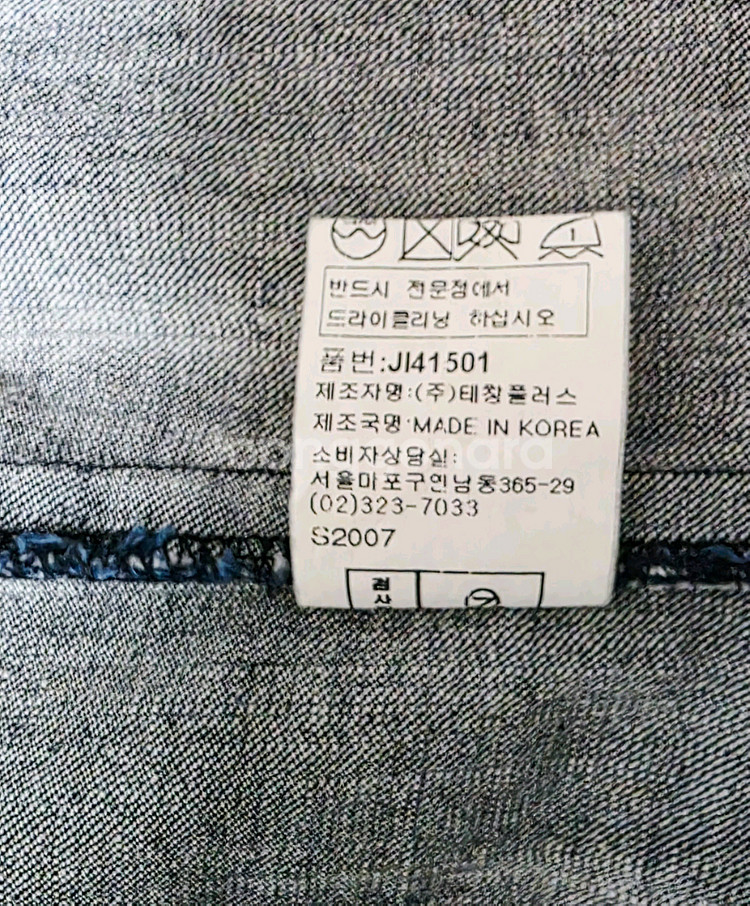 반드시 전문점에서
드라이클리닝 하십시오
품번:JI41501
제조자명:(주)태창플러스
제조국명:MADE IN KOREA
소비자상담실:
서울마포구연남동365-29
(02)323-7033
S2007
검사